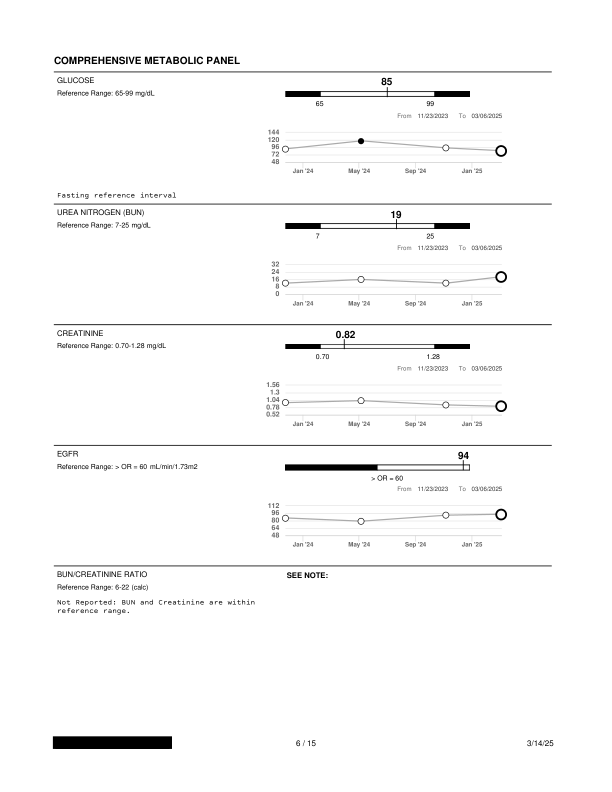 COMPREHENSIVE METABOLIC PANEL
GLUCOSE
Reference Range: 65-99 mg/dL
85
65 99
From 11/23/2023 To 03/06/2025
144
120
96
72
48
Jan '24 May '24 Sep '24 Jan '25
Fasting reference interval
UREA NITROGEN (BUN)
Reference Range: 7-25 mg/dL
19
7 25
From 11/23/2023 To 03/06/2025
32
24
16
8
0
Jan '24 May '24 Sep '24 Jan '25
CREATININE
Reference Range: 0.70-1.28 mg/dL
0.82
0.70 1.28
From 11/23/2023 To 03/06/2025
1.56
1.3
1.04
0.78
0.52
Jan '24 May '24 Sep '24 Jan '25
EGFR
Reference Range: > OR = 60 mL/min/1.73m2
94
> OR = 60
From 11/23/2023 To 03/06/2025
112
96
80
64
48
Jan '24 May '24 Sep '24 Jan '25
BUN/CREATININE RATIO
Reference Range: 6-22 (calc)
SEE NOTE:
Not Reported: BUN and Creatinine are within
reference range.
6 / 15
3/14/25